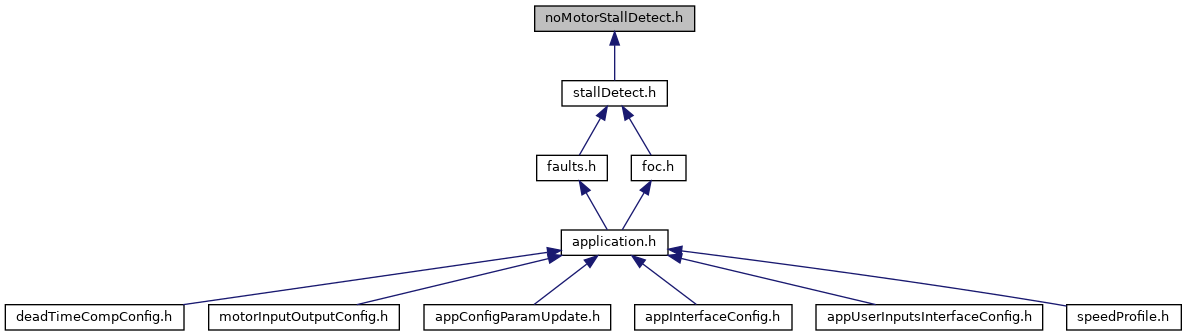 noMotorStallDetect.h
stallDetect.h
faults.h
foc.h
application.h
deadTimeCompConfig.h
motorInputOutputConfig.h
appConfigParamUpdate.h
appInterfaceConfig.h
appUserInputsInterfaceConfig.h
speedProfile.h